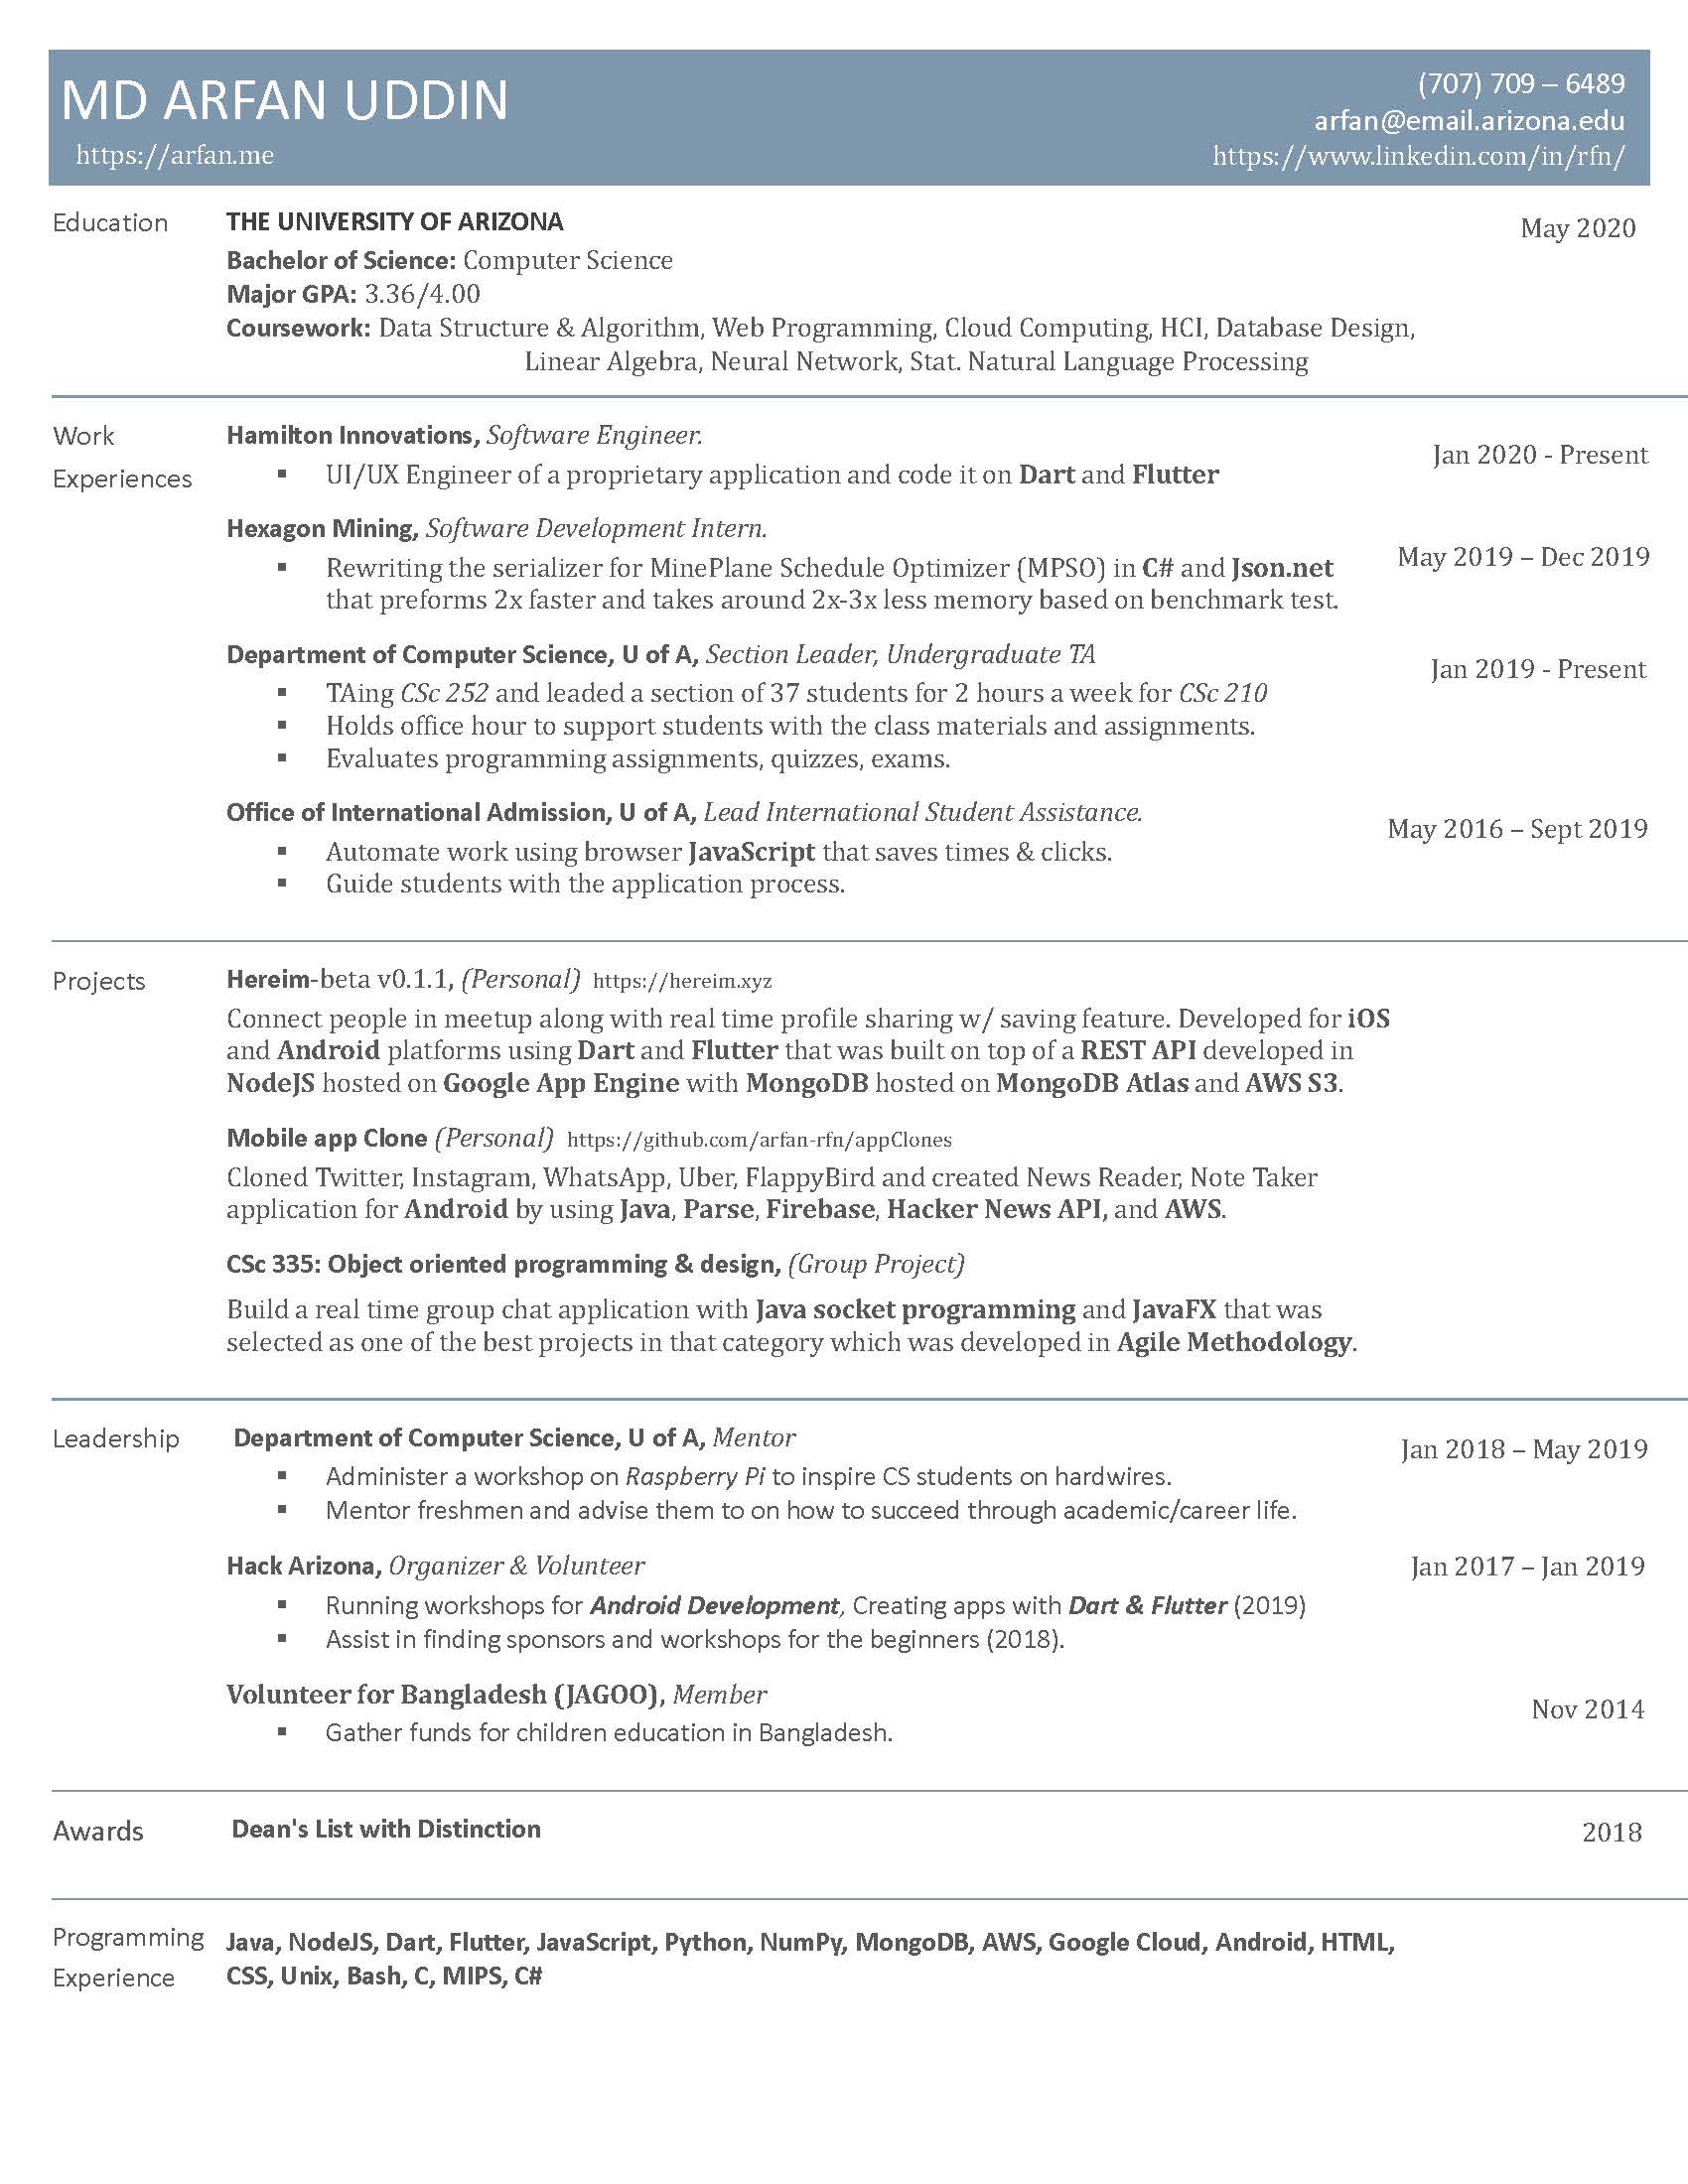 MD ARFAN UDDIN
https://arfan.me
(707) 709 – 6489
arfan@email.arizona.edu
https://www.linkedin.com/in/rfn/
Education
THE UNIVERSITY OF ARIZONA
May 2020
Bachelor of Science: Computer Science
Major GPA: 3.36/4.00
Coursework: Data Structure & Algorithm, Web Programming, Cloud Computing, HCI, Database Design,
Linear Algebra, Neural Network, Stat. Natural Language Processing
Work
Experiences
Hamilton Innovations, Software Engineer.
Jan 2020 - Present
▪ UI/UX Engineer of a proprietary application and code it on Dart and Flutter
Hexagon Mining, Software Development Intern.
May 2019 – Dec 2019
▪ Rewriting the serializer for MinePlane Schedule Optimizer (MPSO) in C# and Json.net
that preforms 2x faster and takes around 2x-3x less memory based on benchmark test.
Department of Computer Science, U of A, Section Leader, Undergraduate TA
Jan 2019 - Present
▪ TAing CSc 252 and leaded a section of 37 students for 2 hours a week for CSc 210
▪ Holds office hour to support students with the class materials and assignments.
▪ Evaluates programming assignments, quizzes, exams.
Office of International Admission, U of A, Lead International Student Assistance.
May 2016 – Sept 2019
▪ Automate work using browser JavaScript that saves times & clicks.
▪ Guide students with the application process.
Projects
Hereim-beta v0.1.1, (Personal) https://hereim.xyz
Connect people in meetup along with real time profile sharing w/ saving feature. Developed for iOS
and Android platforms using Dart and Flutter that was built on top of a REST API developed in
NodeJS hosted on Google App Engine with MongoDB hosted on MongoDB Atlas and AWS S3.
Mobile app Clone (Personal) https://github.com/arfan-rfn/appClones
Cloned Twitter, Instagram, WhatsApp, Uber, FlappyBird and created News Reader, Note Taker
application for Android by using Java, Parse, Firebase, Hacker News API, and AWS.
CSc 335: Object oriented programming & design, (Group Project)
Build a real time group chat application with Java socket programming and JavaFX that was
selected as one of the best projects in that category which was developed in Agile Methodology.
Leadership
Department of Computer Science, U of A, Mentor
Jan 2018 – May 2019
▪ Administer a workshop on Raspberry Pi to inspire CS students on hardwires.
▪ Mentor freshmen and advise them to on how to succeed through academic/career life.
Hack Arizona, Organizer & Volunteer
Jan 2017 – Jan 2019
▪ Running workshops for Android Development, Creating apps with Dart & Flutter (2019)
▪ Assist in finding sponsors and workshops for the beginners (2018).
Volunteer for Bangladesh (JAGOO), Member
Nov 2014
▪ Gather funds for children education in Bangladesh.
Awards
Dean's List with Distinction
2018
Programming
Experience
Java, NodeJS, Dart, Flutter, JavaScript, Python, NumPy, MongoDB, AWS, Google Cloud, Android, HTML,
CSS, Unix, Bash, C, MIPS, C#